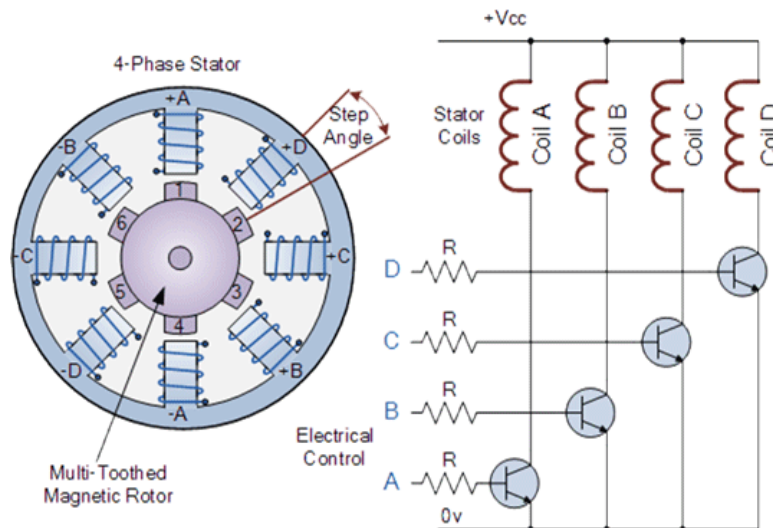 4-Phase Stator
+A
-B
+D
-C
+C
-D
+B
-A
1
2
3
4
5
6
Step
Angle
Multi-Toothed
Magnetic Rotor
+Vcc
Stator
Coils
Coil A
Coil B
Coil C
Coil D
D
R
C
R
B
R
A
R
Electrical
Control
0v